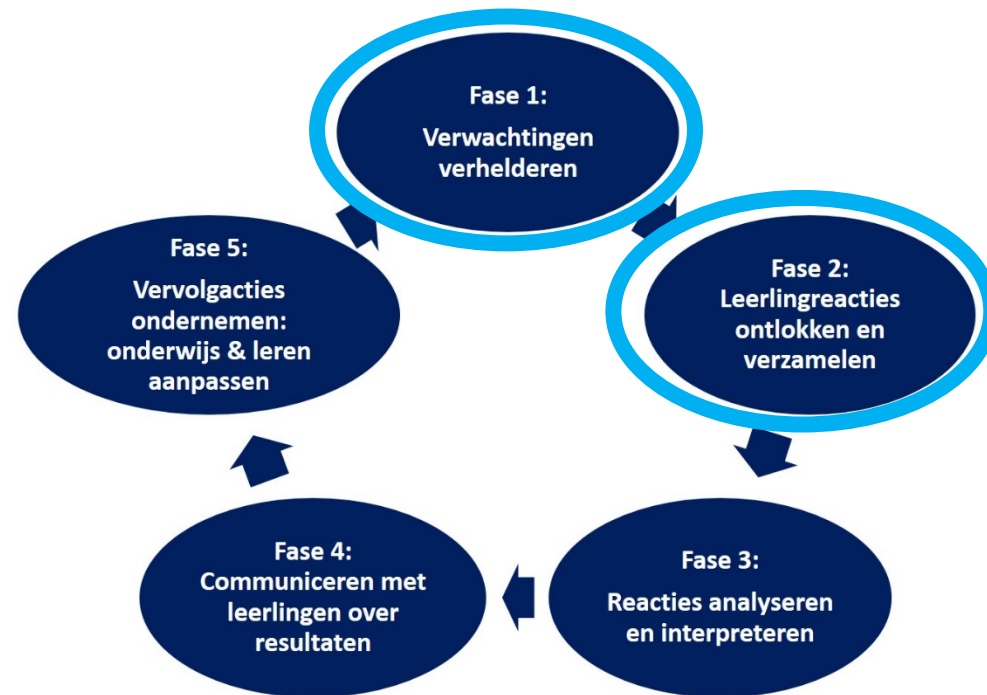 Fase 1:
Verwachtingen
verhelderen
Fase 2:
Leerlingreacties
ontlokken en
verzamelen
Fase 3:
Reacties analyseren
en interpreteren
Fase 4:
Communiceren met
leerlingen over
resultaten
Fase 5:
Vervolgacties
ondernemen:
onderwijs & leren
aanpassen